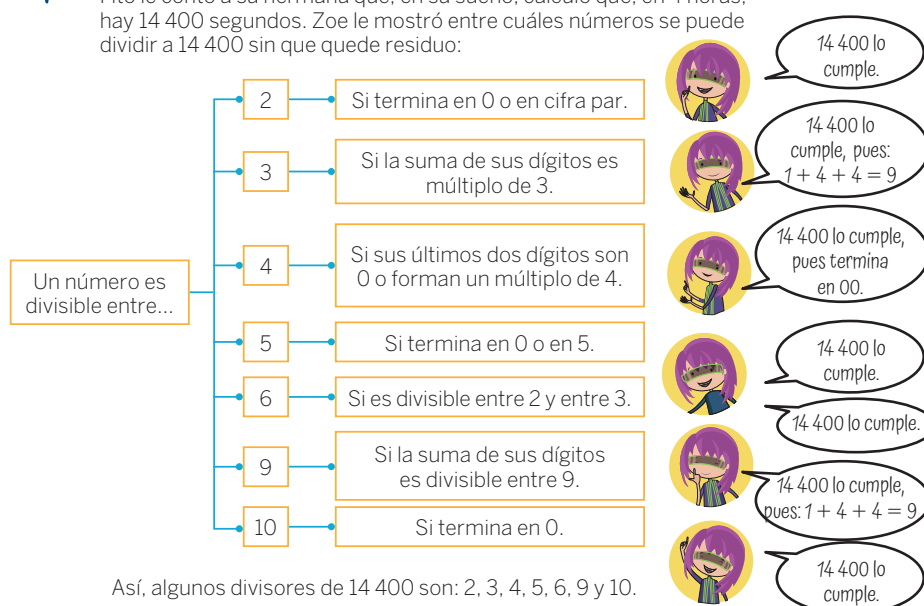 hay 14 400 segundos. Zoe le mostró entre cuáles números se puede
dividir a 14 400 sin que quede residuo:
Un número es
divisible entre...
2
Si termina en 0 o en cifra par.
14 400 lo
cumple.
3
Si la suma de sus dígitos es
múltiplo de 3.
14 400 lo
cumple, pues:
1 + 4 + 4 = 9
4
Si sus últimos dos dígitos son
0 o forman un múltiplo de 4.
14 400 lo cumple,
pues termina
en 00.
5
Si termina en 0 o en 5.
14 400 lo
cumple.
6
Si es divisible entre 2 y entre 3.
14 400 lo cumple.
9
Si la suma de sus dígitos
es divisible entre 9.
14 400 lo cumple,
pues: 1 + 4 + 4 = 9
10
Si termina en 0.
14 400 lo
cumple.
Así, algunos divisores de 14 400 son: 2, 3, 4, 5, 6, 9 y 10.